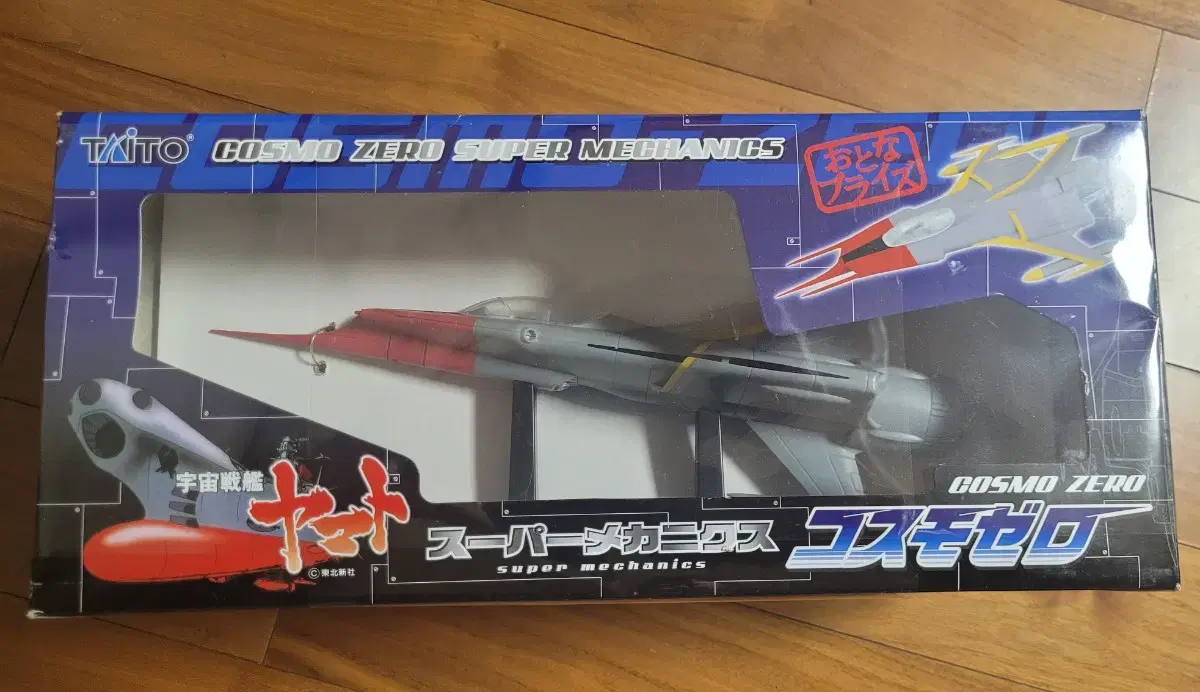 TAITO®
COSMO ZERO SUPER MECHANICS
おとな
プライズ
宇宙戦艦
ヤマト
©東北新社
スーパーメカニクス
super mechanics
COSMO ZERO
コスモゼロ